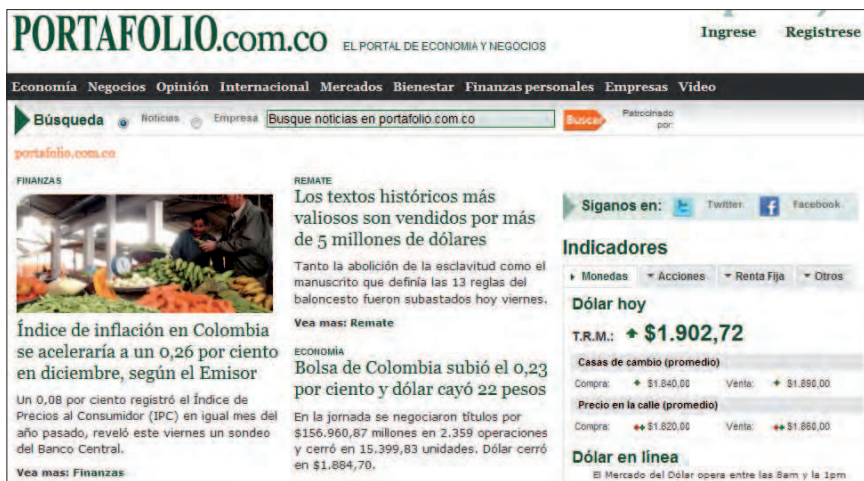 PORTAFOLIO.com.co EL PORTAL DE ECONOMIA Y NEGOCIOS
Ingrese Registrese
Economía Negocios Opinión Internacional Mercados Bienestar Finanzas personales Empresas Video
Búsqueda Noticias Empresa Busque noticias en portafolio.com.co Buscar Patrocinado
por:
portafolio.com.co
FINANZAS
Índice de inflación en Colombia
se aceleraría a un 0,26 por ciento
en diciembre, según el Emisor
Un 0,08 por ciento registró el Índice de
Precios al Consumidor (IPC) en igual mes del
año pasado, reveló este viernes un sondeo
del Banco Central.
Vea mas: Finanzas
REMATE
Los textos históricos más
valiosos son vendidos por más
de 5 millones de dólares
Tanto la abolición de la esclavitud como el
manuscrito que definía las 13 reglas del
baloncesto fueron subastados hoy viernes.
Vea mas: Remate
ECONOMÍA
Bolsa de Colombia subió el 0,23
por ciento y dólar cayó 22 pesos
En la jornada se negociaron títulos por
$156.960,87 millones en 2.359 operaciones
y cerró en 15.399,83 unidades. Dólar cerró
en $1.884,70.
Siganos en: Twitter Facebook
Indicadores
Monedas Acciones Renta Fija Otros
Dólar hoy
T.R.M.: $1.902,72
Casas de cambio (promedio)
Compra: $1.840,00 Venta: $1.890,00
Precio en la calle (promedio)
Compra: $1.820,00 Venta: $1.860,00
Dólar en línea
El Mercado del Dólar opera entre las 8am y la 1pm